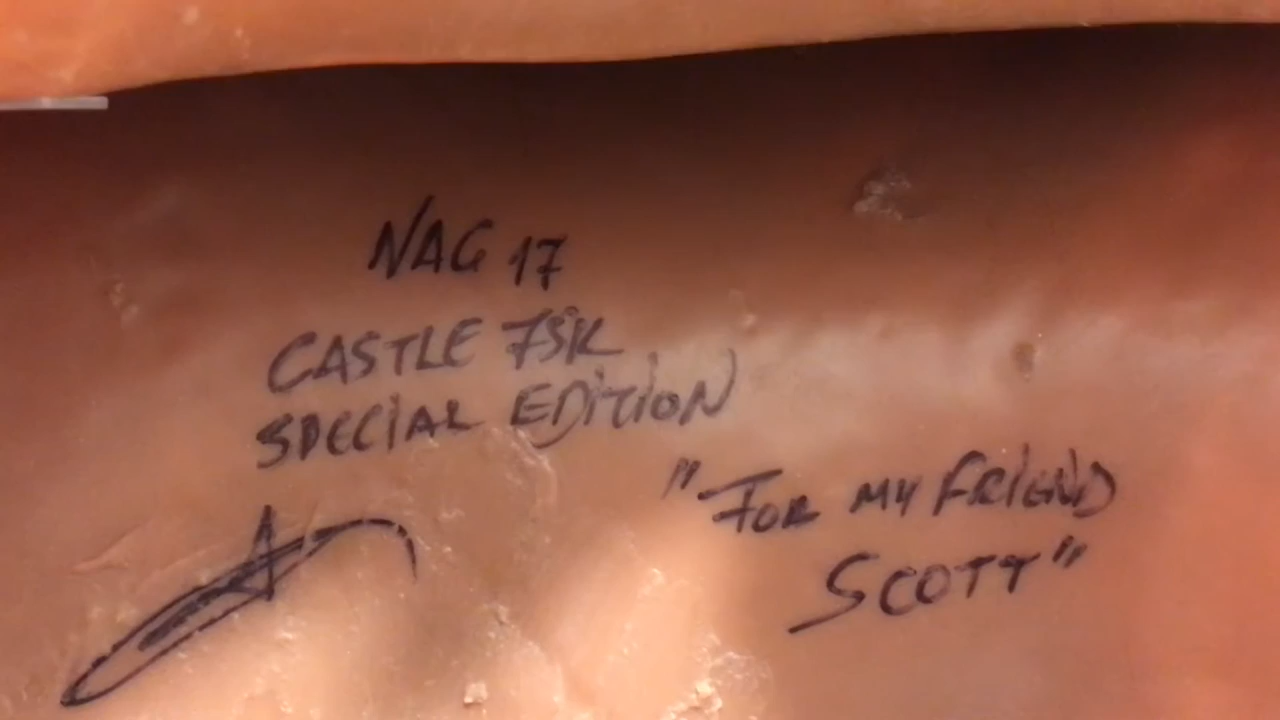 NAG 17
CASTLE 75K
SPECIAL EDITION
"FOR MY FRIEND
SCOTT"